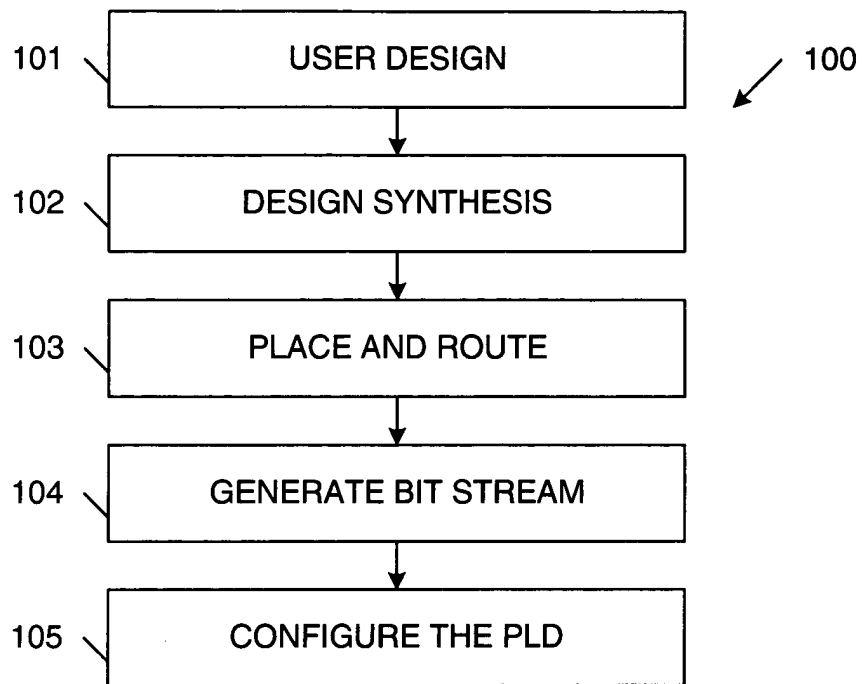 101 USER DESIGN 100
102 DESIGN SYNTHESIS
103 PLACE AND ROUTE
104 GENERATE BIT STREAM
105 CONFIGURE THE PLD